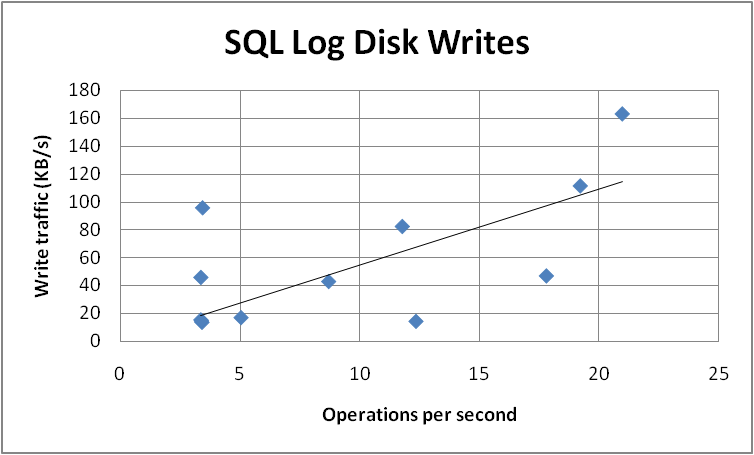 SQL Log Disk Writes
Write traffic (KB/s)
180
160
140
120
100
80
60
40
20
0
0 5 10 15 20 25
Operations per second